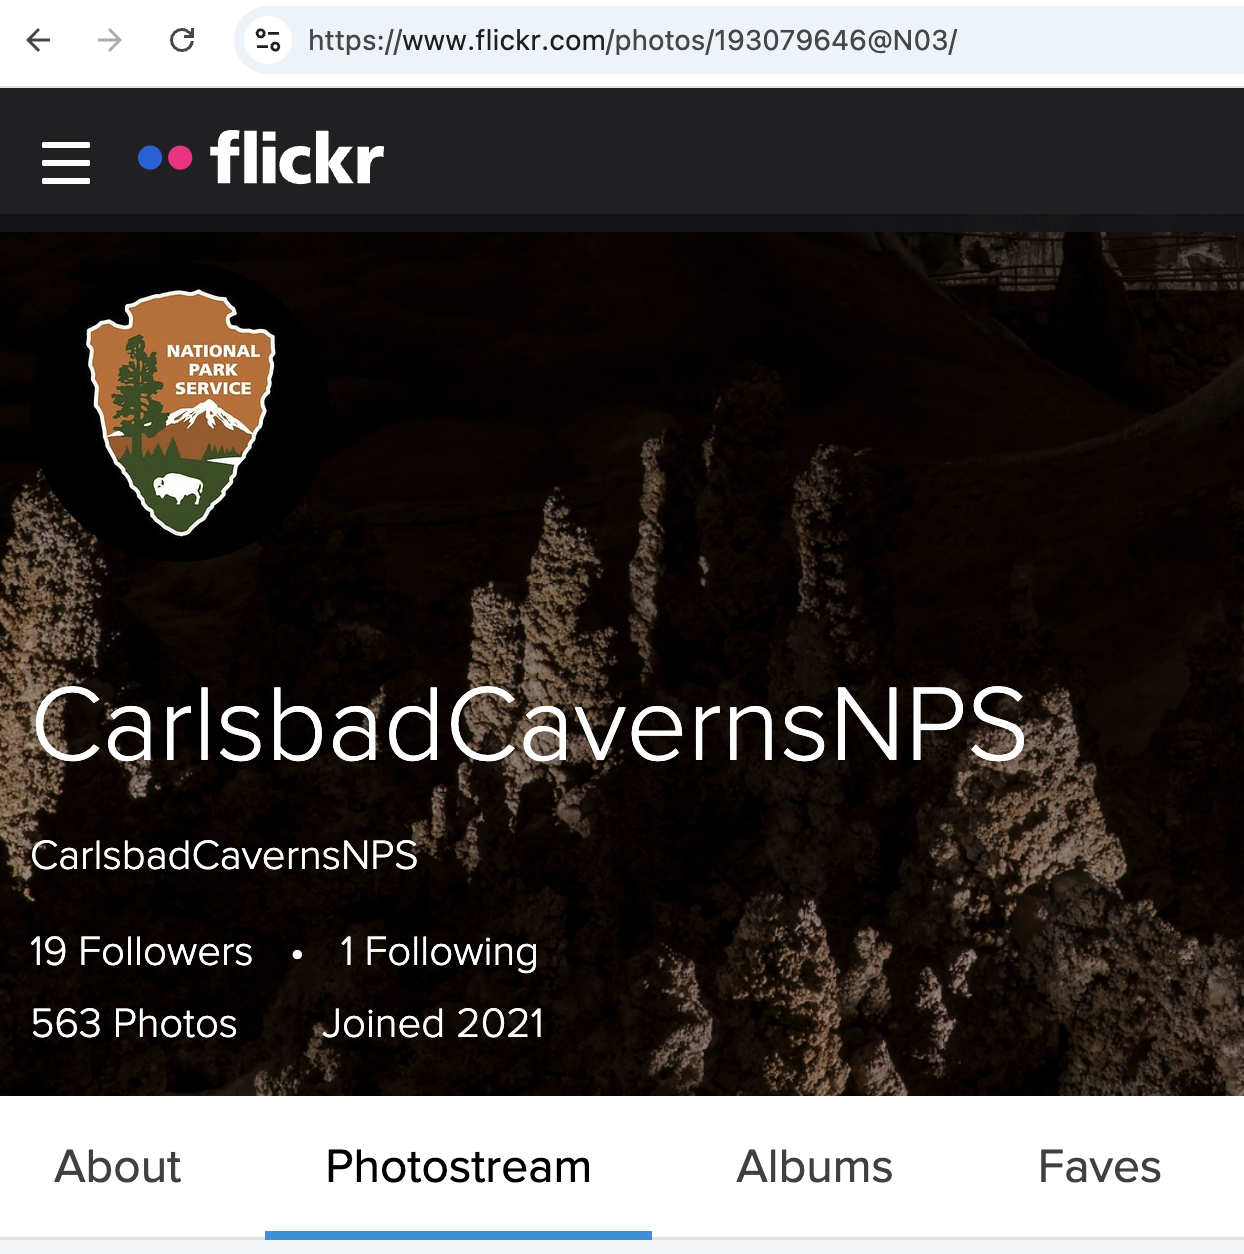 https://www.flickr.com/photos/193079646@N03/
flickr
NATIONAL
PARK
SERVICE
CarlsbadCavernsNPS
CarlsbadCavernsNPS
19 Followers • 1 Following
563 Photos Joined 2021
About Photostream Albums Faves